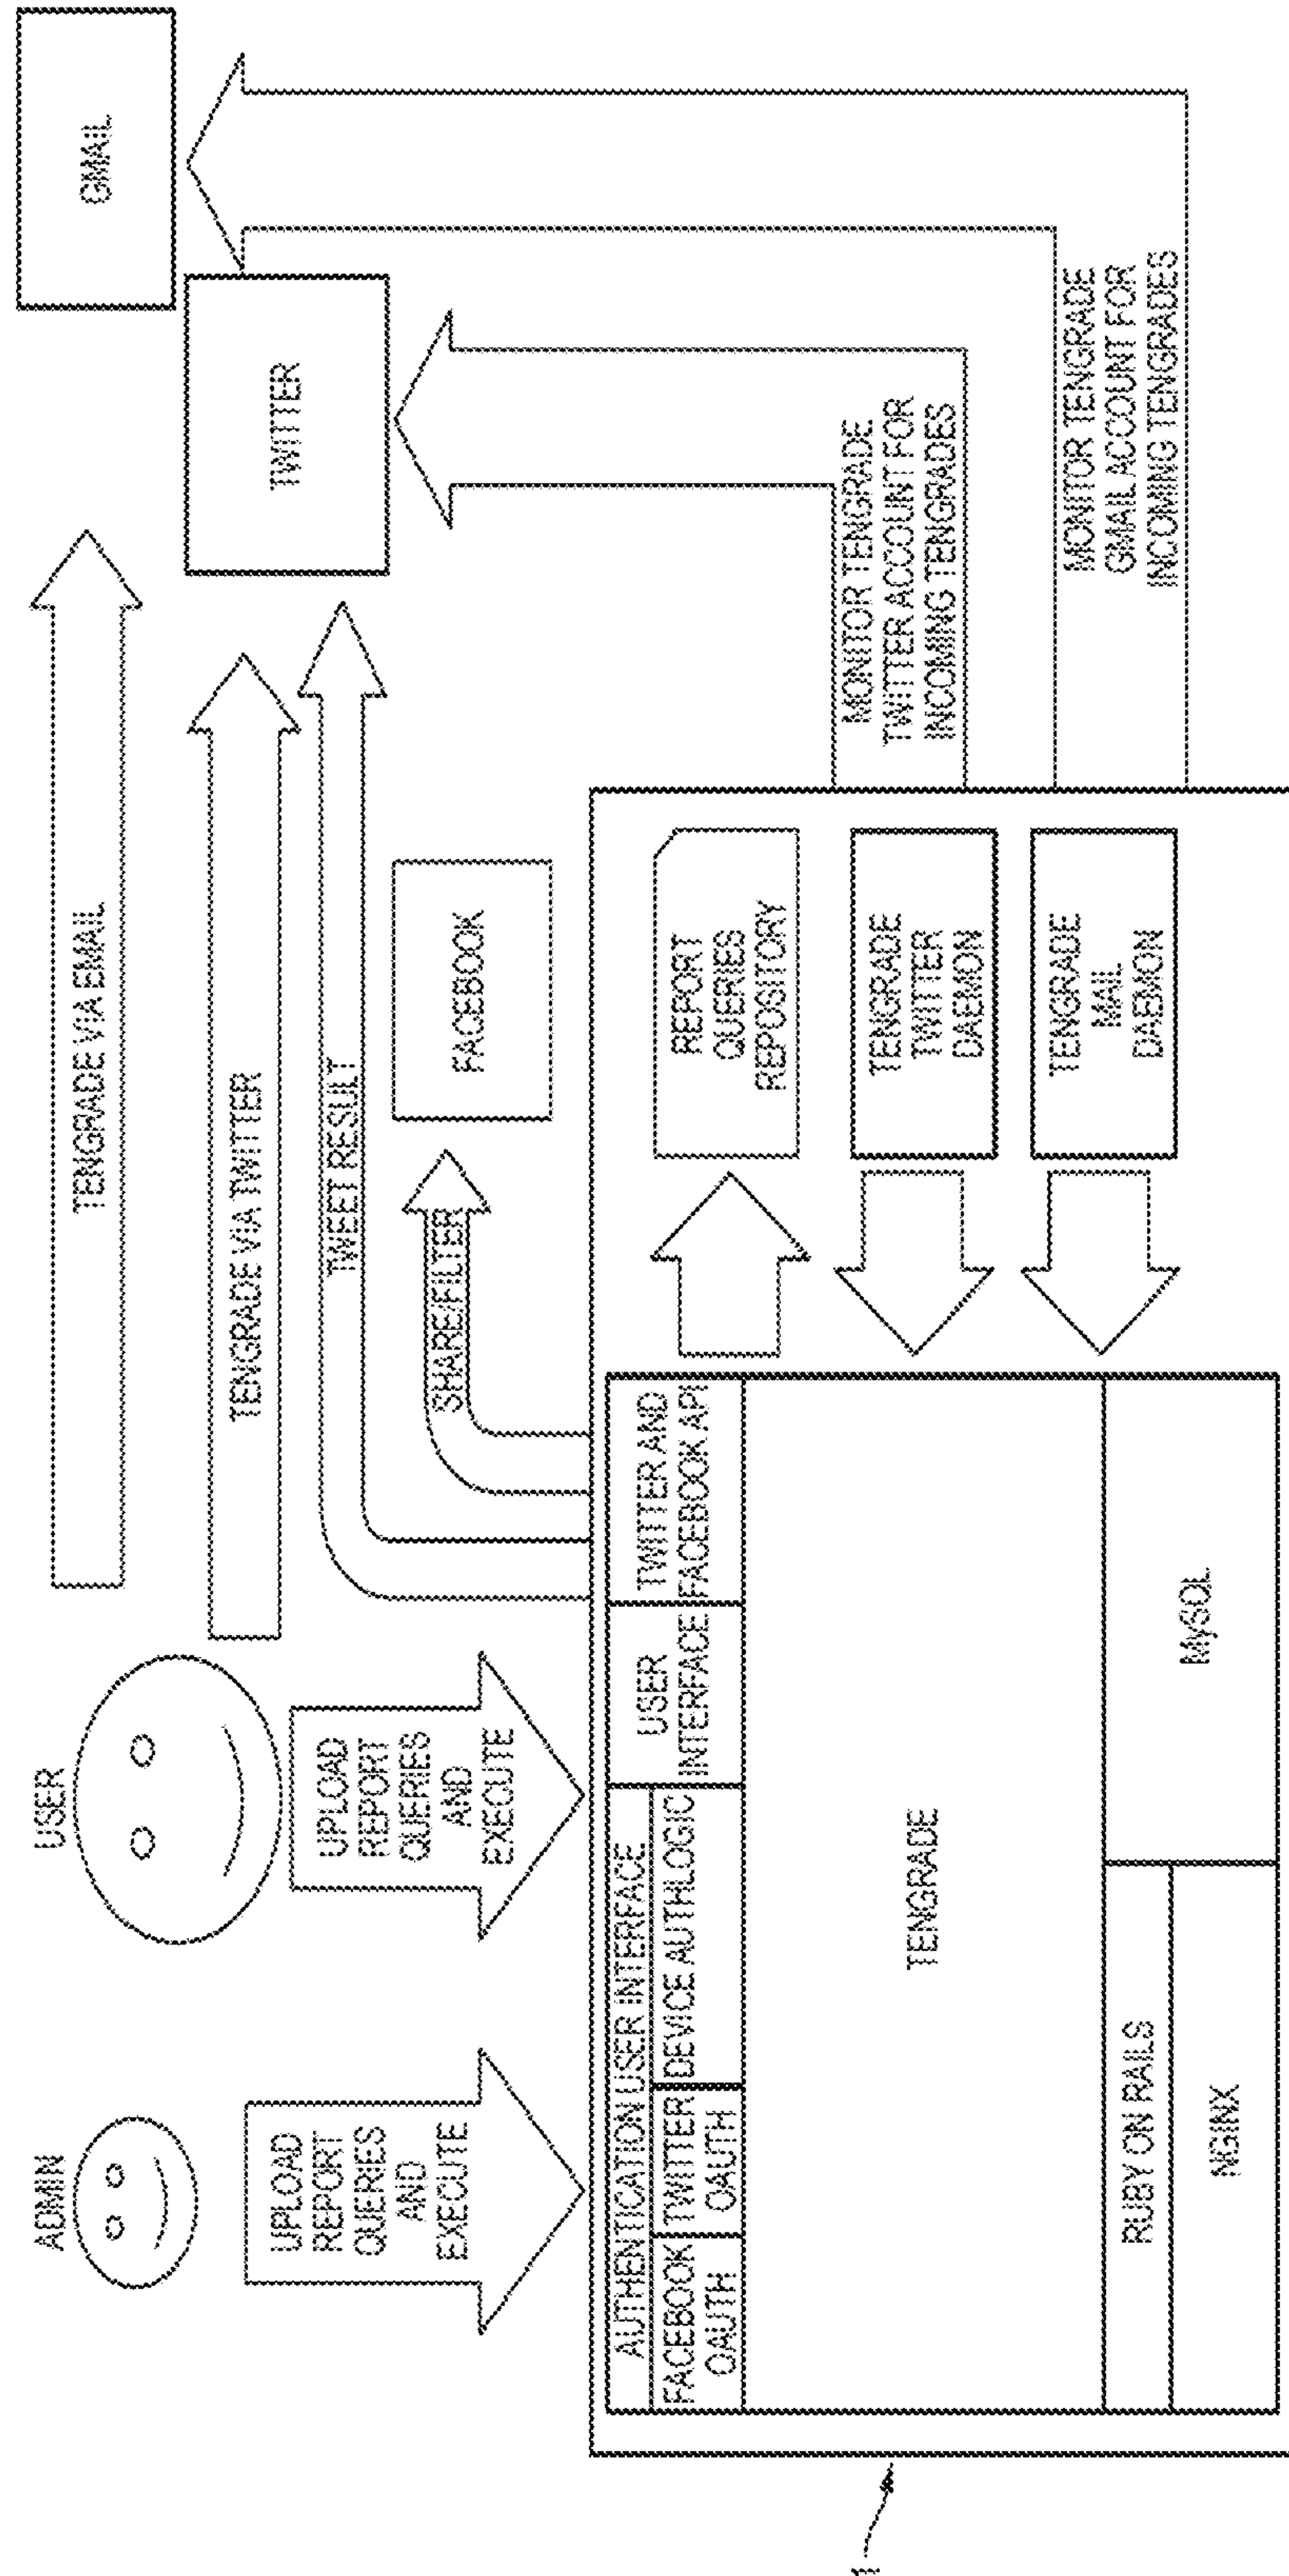 ADMIN
UPLOAD
REPORT
QUERIES
AND
EXECUTE
USER
UPLOAD
REPORT
QUERIES
AND
EXECUTE
TENGRADE VIA EMAIL
TENGRADE VIA TWITTER
TWEET RESULT
SHARE/FILTER
GMAIL
TWITTER
FACEBOOK
AUTHENTICATION USER INTERFACE
FACEBOOK
OAUTH
TWITTER
OAUTH
DEVICE AUTHLOGIC
USER
INTERFACE
TWITTER AND
FACEBOOK API
TENGRADE
RUBY ON RAILS
NGINX
MySQL
REPORT
QUERIES
REPOSITORY
TENGRADE
TWITTER
DAEMON
TENGRADE
MAIL
DAEMON
MONITOR TENGRADE
TWITTER ACCOUNT FOR
INCOMING TENGRADES
MONITOR TENGRADE
GMAIL ACCOUNT FOR
INCOMING TENGRADES